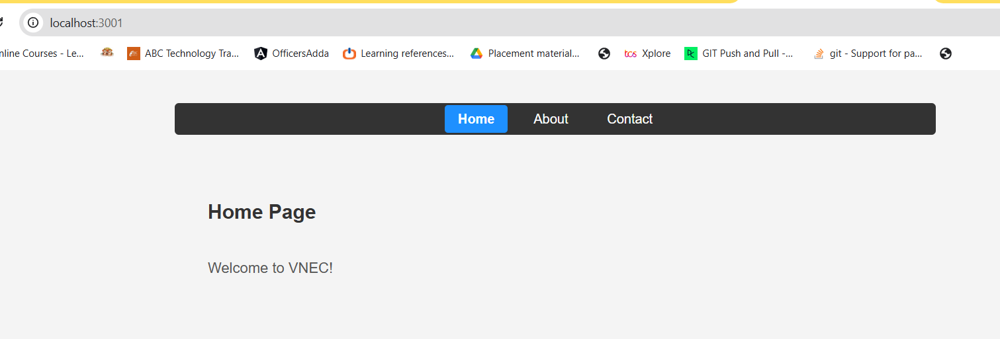 localhost:3001
nline Courses - Le... ABC Technology Tra... OfficersAdda Learning references... Placement material... tcs Xplore GIT Push and Pull -... git - Support for pa...
Home About Contact
Home Page
Welcome to VNEC!